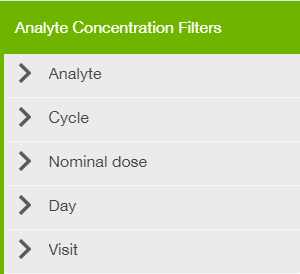 Analyte Concentration Filters
Analyte
Cycle
Nominal dose
Day
Visit